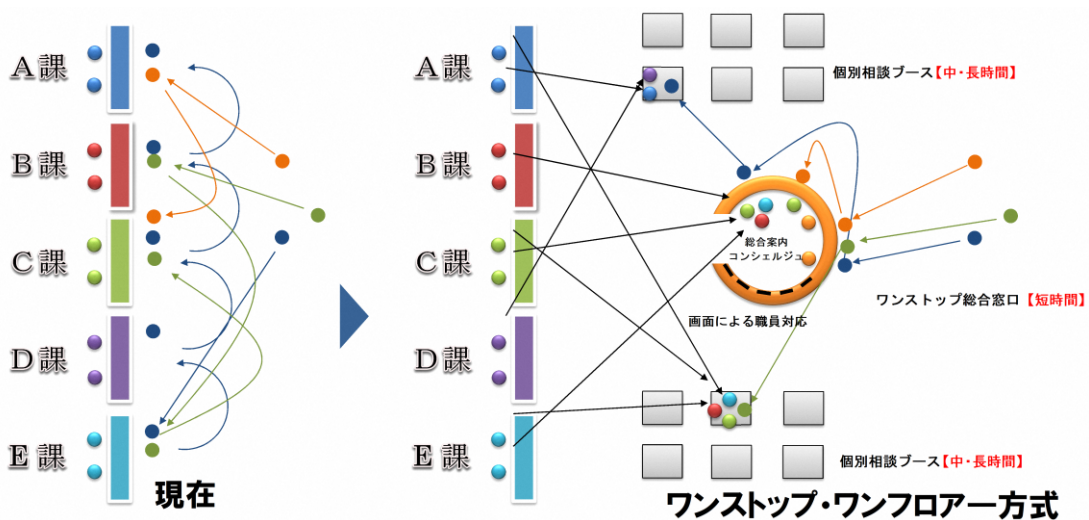 A課
B課
C課
D課
E課
現在
A課
B課
C課
D課
E課
個別相談ブース【中・長時間】
総合案内
コンシェルジュ
ワンストップ総合窓口【短時間】
画面による職員対応
個別相談ブース【中・長時間】
ワンストップ・ワンフロアー方式